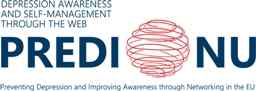 DEPRESSION AWARENESS
AND SELF-MANAGEMENT
THROUGH THE WEB
PREDI NU
Preventing Depression and Improving Awareness through Networking in the EU